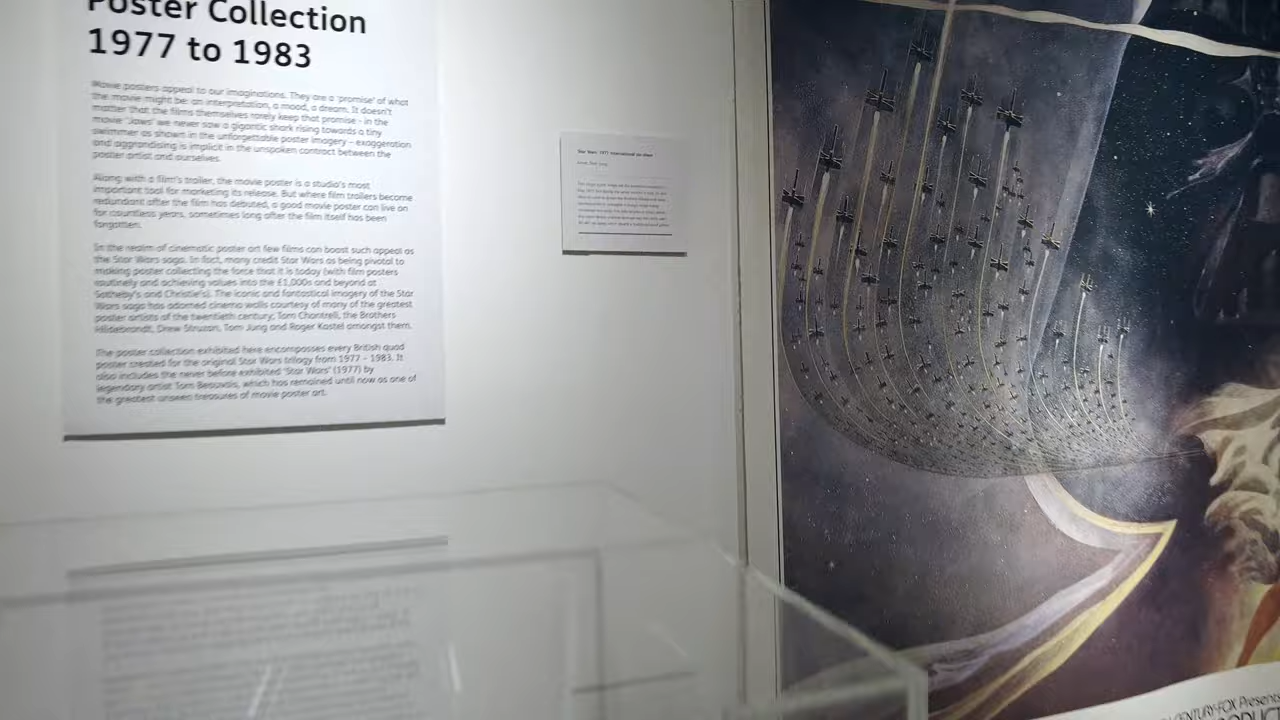 Poster Collection
1977 to 1983
Movie posters appeal to our imaginations. They are a 'promise' of what
the movie might be: an interpretation, a mood, a dream. It doesn't
matter that the films themselves rarely keep that promise - in the
movie 'Jaws' we never saw a gigantic shark rising towards a tiny
swimmer as shown in the unforgettable poster imagery - exaggeration
and aggrandising is implicit in the unspoken contract between the
poster artist and ourselves.
Along with a film's trailer, the movie poster is a studio's most
important tool for marketing its release. But where film trailers become
redundant after the film has debuted, a good movie poster can live on
for countless years, sometimes long after the film itself has been
forgotten.
In the realm of cinematic poster art few films can boast such appeal as
the Star Wars saga. In fact, many credit Star Wars as being pivotal to
making poster collecting the force that it is today (with film posters
routinely and achieving values into the £1,000s and beyond at
Sotheby's and Christie's). The iconic and fantastical imagery of the Star
Wars saga has adorned cinema walls courtesy of many of the greatest
poster artists of the twentieth century; Tom Chantrell, the Brothers
Hildebrandt, Drew Struzan, Tom Jung and Roger Kastel amongst them.
The poster collection exhibited here encompasses every British quad
poster created for the original Star Wars trilogy from 1977 - 1983. It
also includes the never before exhibited 'Star Wars' (1977) by
legendary artist Tom Beauvais, which has remained until now as one of
the greatest unseen treasures of movie poster art.
Star Wars 1977 International
CENTURY-FOX Presents